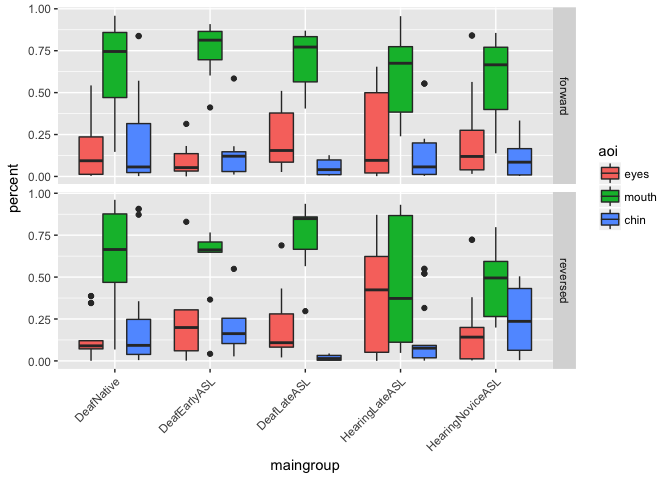 1.00
0.75
0.50
0.25
0.00
forward
1.00
0.75
0.50
0.25
0.00
reversed
percent
DeafNative
DeafEarlyASL
DeafLateASL
HearingLateASL
HearingNoviceASL
maingroup
aoi
eyes
mouth
chin